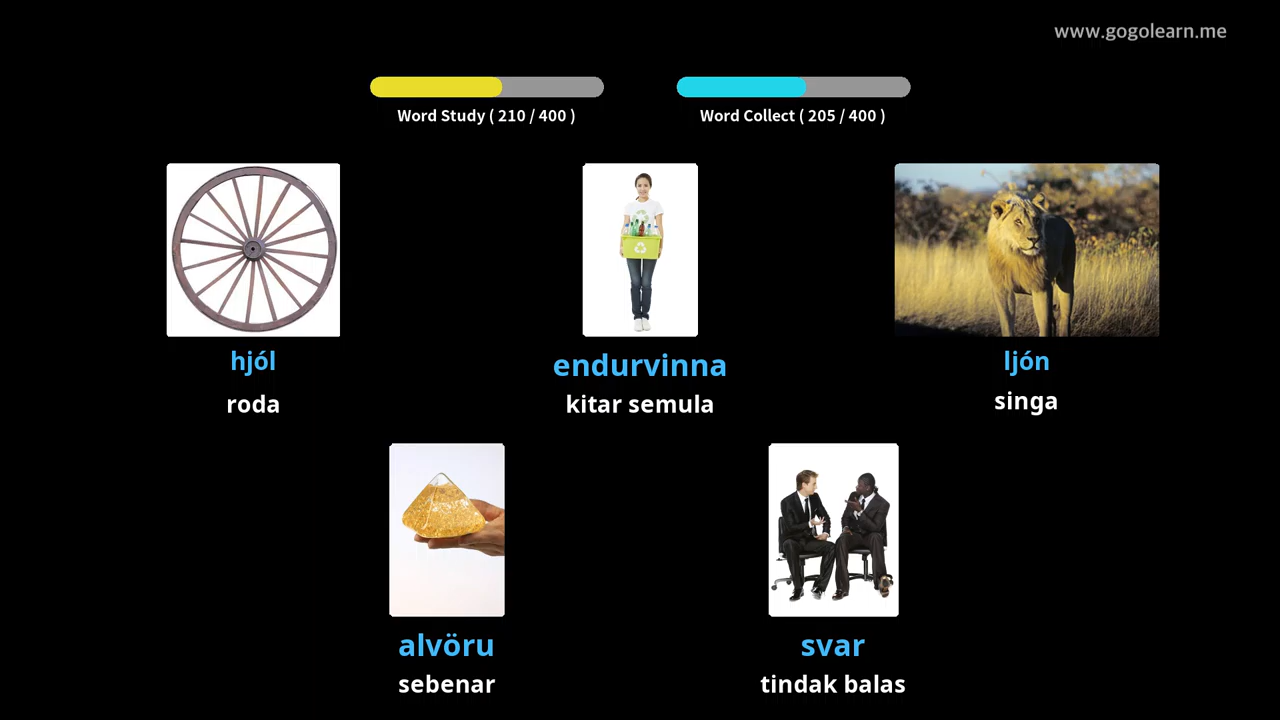 www.gogolearn.me
Word Study ( 210 / 400 )
Word Collect ( 205 / 400 )
hjól
roda
endurvinna
kitar semula
ljón
singa
alvöru
sebenar
svar
tindak balas